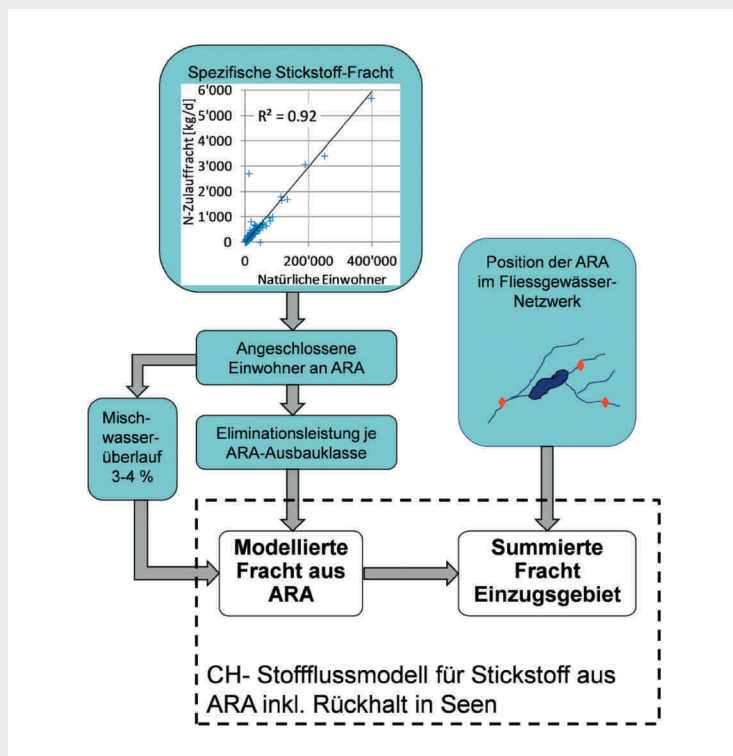 Spezifische Stickstoff-Fracht
N-Zulauffracht [kg/d]
6'000
5'000
4'000
3'000
2'000
1'000
0
R² = 0.92
0
200'000
400'000
Natürliche Einwohner
Position der ARA
im Fliessgewässer-
Netzwerk
Angeschlossene
Einwohner an ARA
Misch-
wasser-
überlauf
3-4 %
Eliminationsleistung je
ARA-Ausbauklasse
Modellierte
Fracht aus
ARA
Summierte
Fracht
Einzugsgebiet
CH- Stoffflussmodell für Stickstoff aus
ARA inkl. Rückhalt in Seen